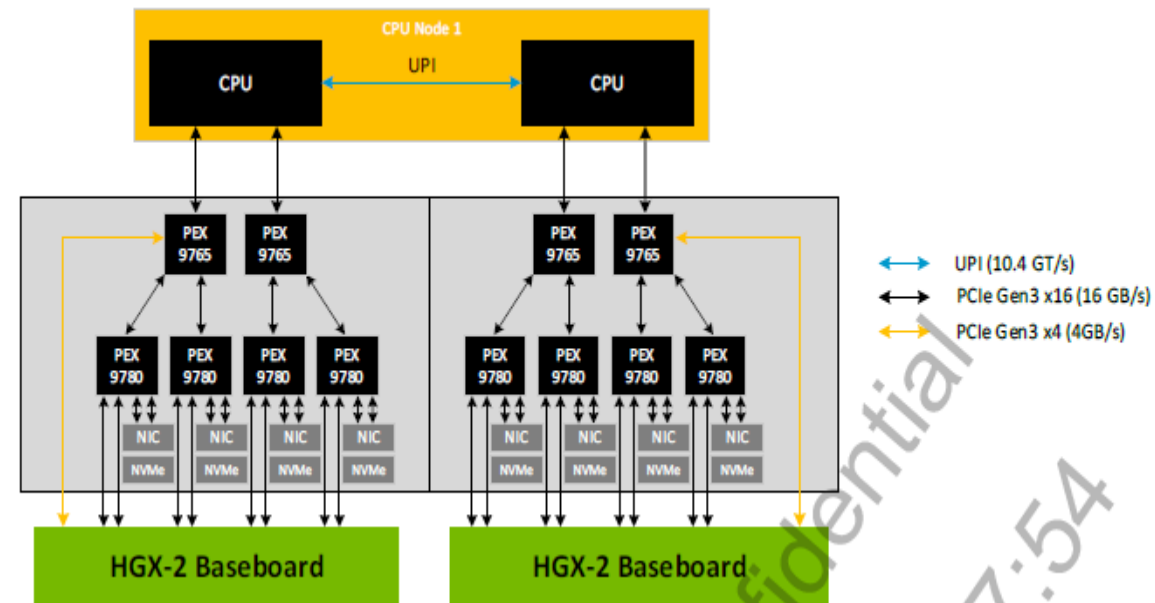 CPU Node 1
CPU
UPI
CPU
PEX
9765
PEX
9765
PEX
9765
PEX
9765
UPI (10.4 GT/s)
PCIe Gen3 x16 (16 GB/s)
PCIe Gen3 x4 (4GB/s)
PEX
9780
PEX
9780
PEX
9780
PEX
9780
PEX
9780
PEX
9780
PEX
9780
PEX
9780
NIC
NIC
NIC
NIC
NIC
NIC
NIC
NIC
NVMe
NVMe
NVMe
NVMe
NVMe
NVMe
NVMe
NVMe
HGX-2 Baseboard
HGX-2 Baseboard
fidential
7:54